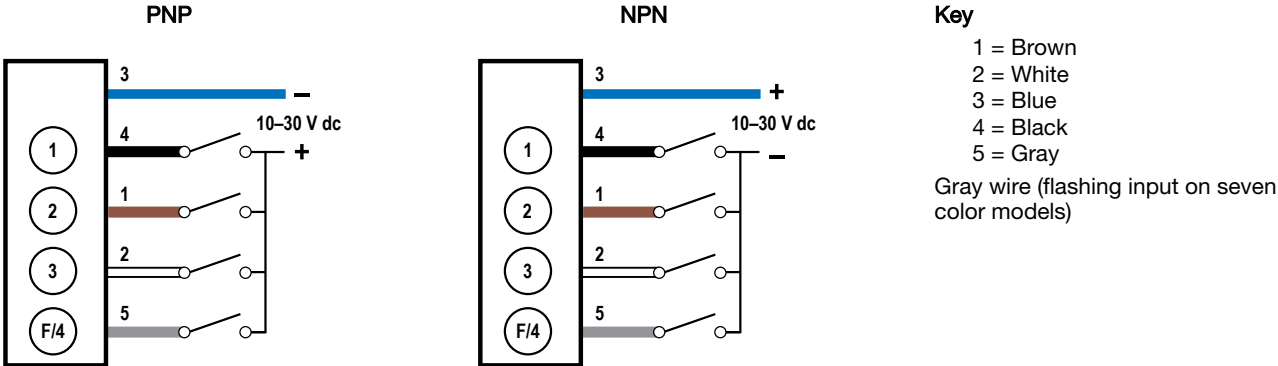 PNP
3
–
10–30 V dc
1
4
+
2
1
3
2
F/4
5
NPN
3
+
10–30 V dc
1
4
–
2
1
3
2
F/4
5
Key
1 = Brown
2 = White
3 = Blue
4 = Black
5 = Gray
Gray wire (flashing input on seven
color models)